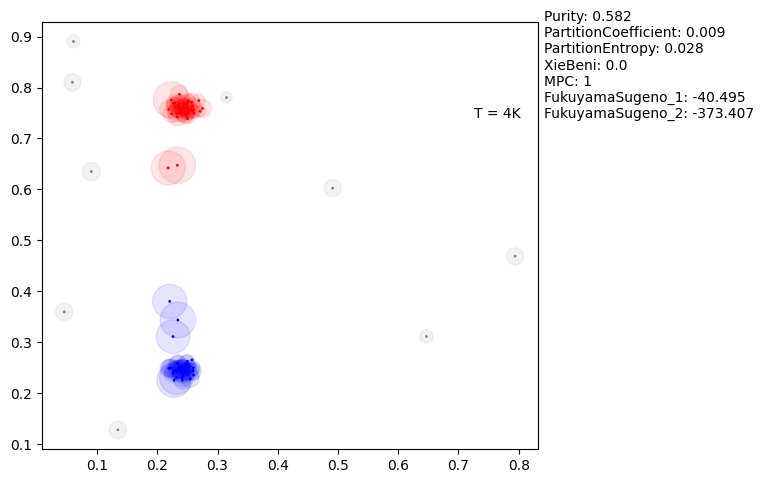 Purity: 0.582
PartitionCoefficient: 0.009
PartitionEntropy: 0.028
XieBeni: 0.0
MPC: 1
FukuyamaSugeno_1: -40.495
FukuyamaSugeno_2: -373.407
T = 4K
0.9
0.8
0.7
0.6
0.5
0.4
0.3
0.2
0.1
0.1 0.2 0.3 0.4 0.5 0.6 0.7 0.8